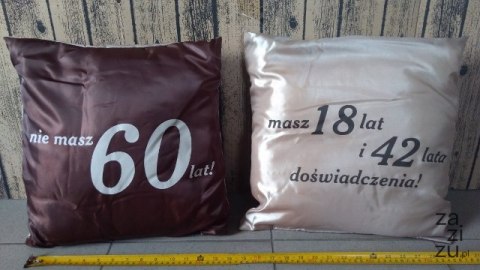 nie masz 60 lat!
masz 18 lat
i 42 lata
doświadczenia!
za
zi
zu.pl